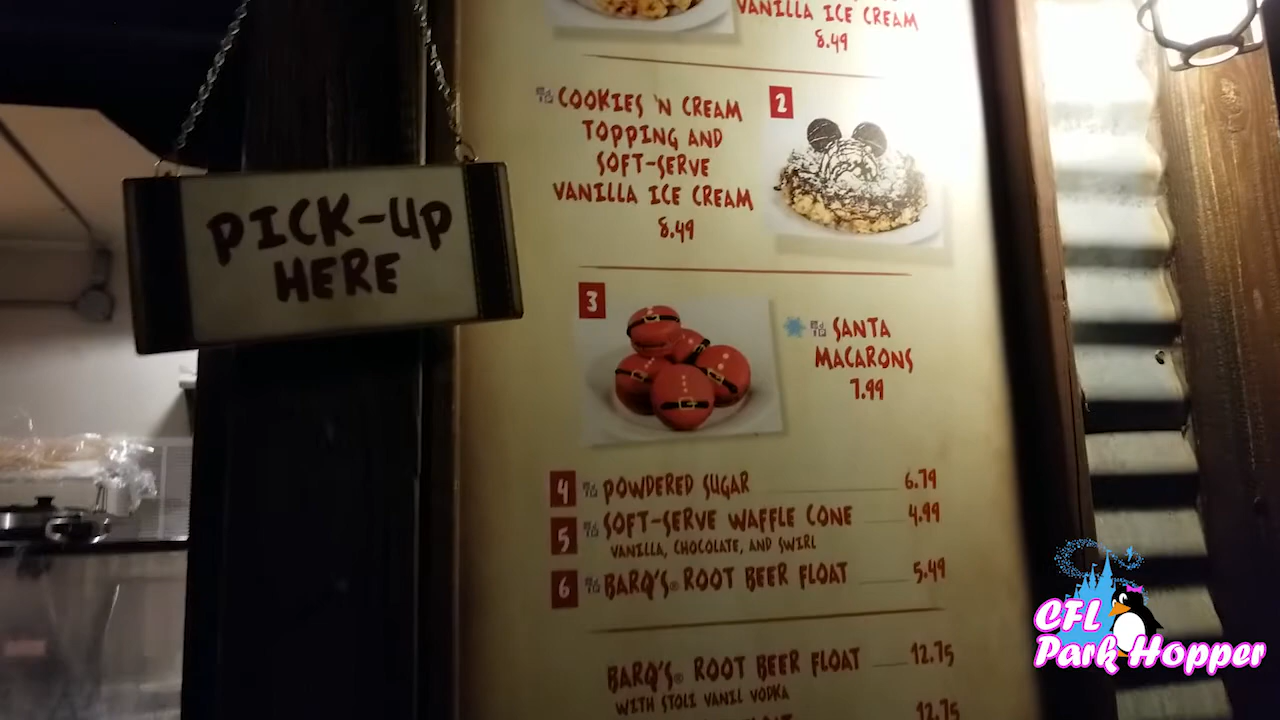 PICK-UP
HERE
VANILLA ICE CREAM
8.49
COOKIES 'N CREAM
TOPPING AND
SOFT-SERVE
VANILLA ICE CREAM
8.49
2
3
SANTA
MACARONS
7.99
4 POWDERED SUGAR 6.79
5 SOFT-SERVE WAFFLE CONE 4.99
VANILLA, CHOCOLATE, AND SWIRL
6 BARQ'S® ROOT BEER FLOAT 5.49
BARQ'S® ROOT BEER FLOAT 12.75
WITH STOLI VANIL VODKA
12.75
CFL
Park Hopper